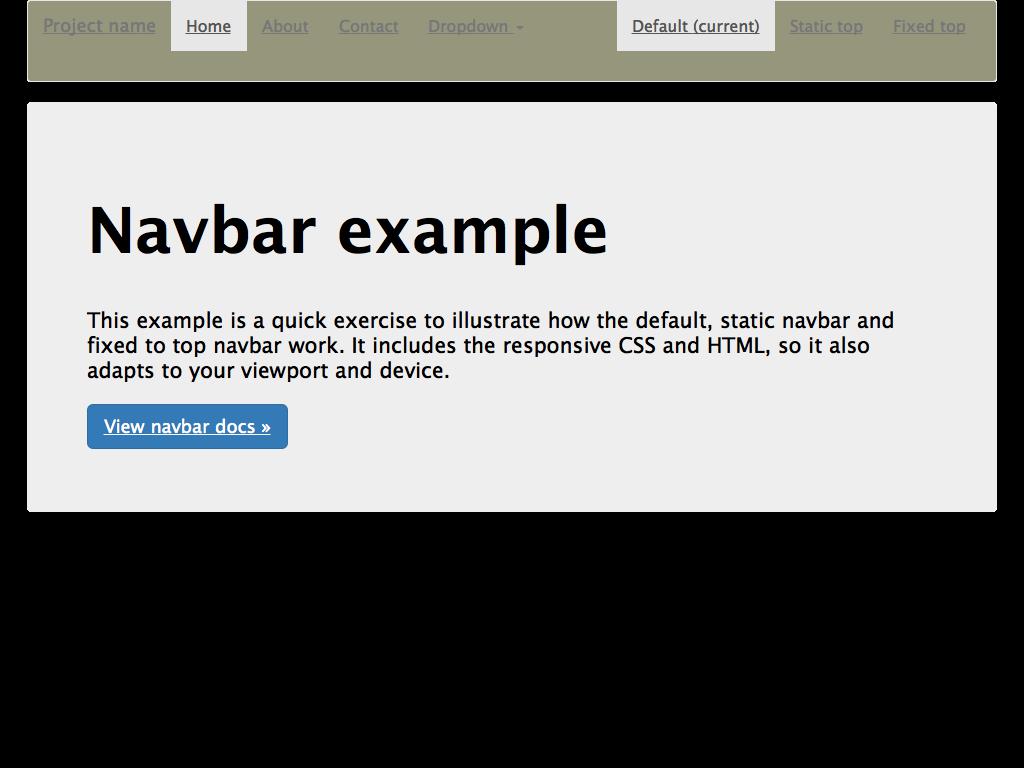 Project name Home About Contact Dropdown Default (current) Static top Fixed top
Navbar example
This example is a quick exercise to illustrate how the default, static navbar and
fixed to top navbar work. It includes the responsive CSS and HTML, so it also
adapts to your viewport and device.
View navbar docs »